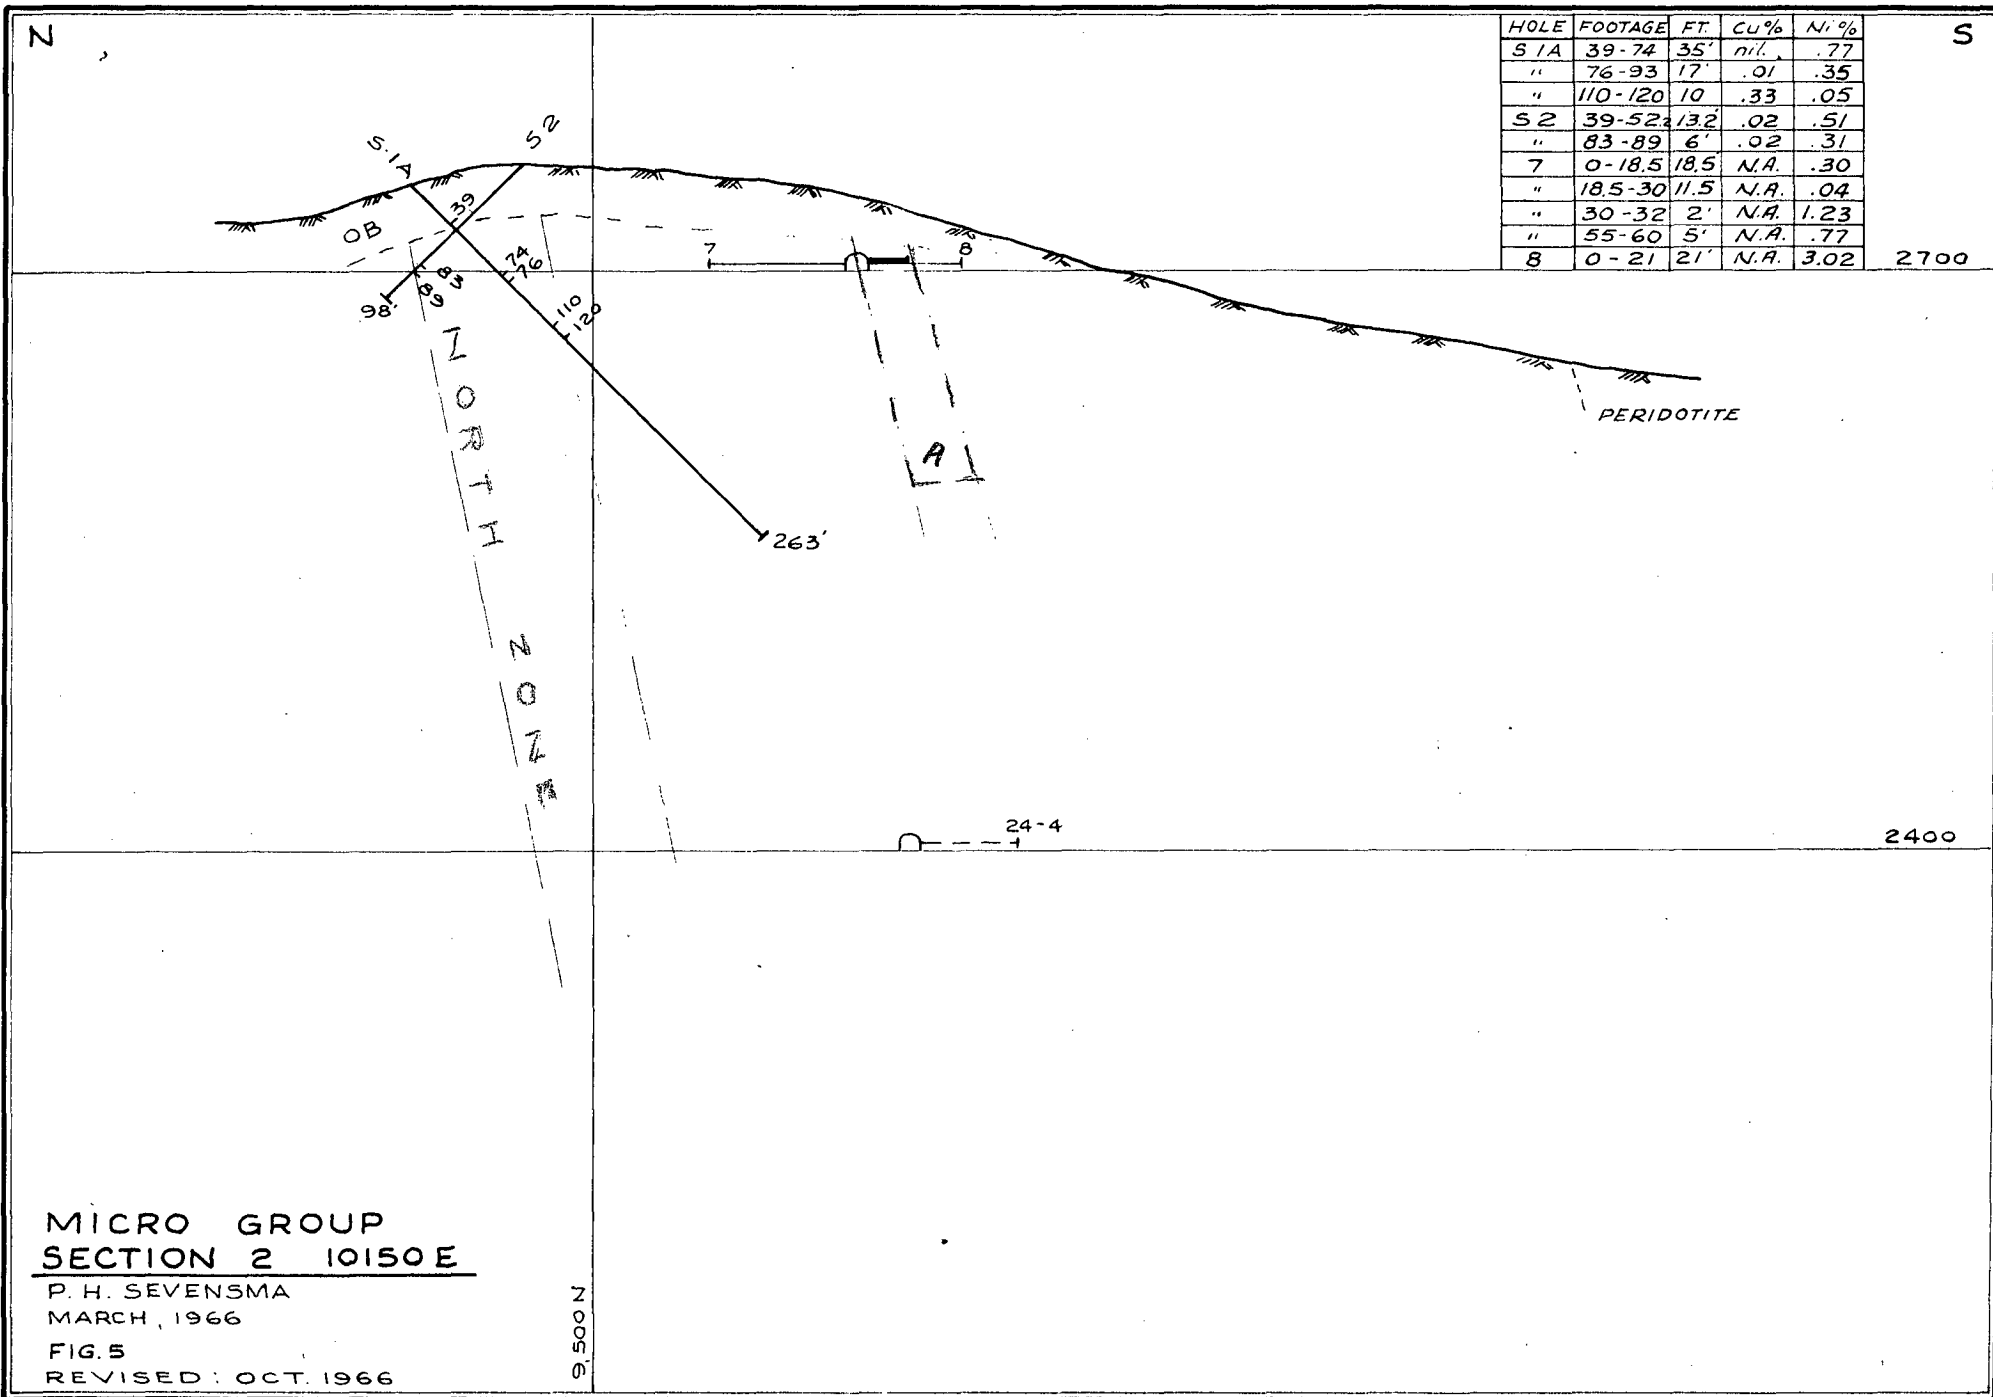 N
S
HOLE FOOTAGE FT. Cu% Ni%
S 1A 39-74 35' nil. .77
" 76-93 17' .01 .35
" 110-120 10 .33 .05
S 2 39-52.2 13.2' .02 .51
" 83-89 6' .02 .31
7 0-18.5 18.5 N.A. .30
" 18.5-30 11.5 N.A. .04
" 30-32 2' N.A. 1.23
" 55-60 5' N.A. .77
8 0-21 21' N.A. 3.02
2700
S.1A
S2
39
OB
74
76
83
89
98'
110
120
7
8
NORTH ZONE
A
PERIDOTITE
263'
24-4
2400
MICRO GROUP
SECTION 2 10150 E
P. H. SEVENSMA
MARCH, 1966
FIG. 5
REVISED: OCT. 1966
9,500 N